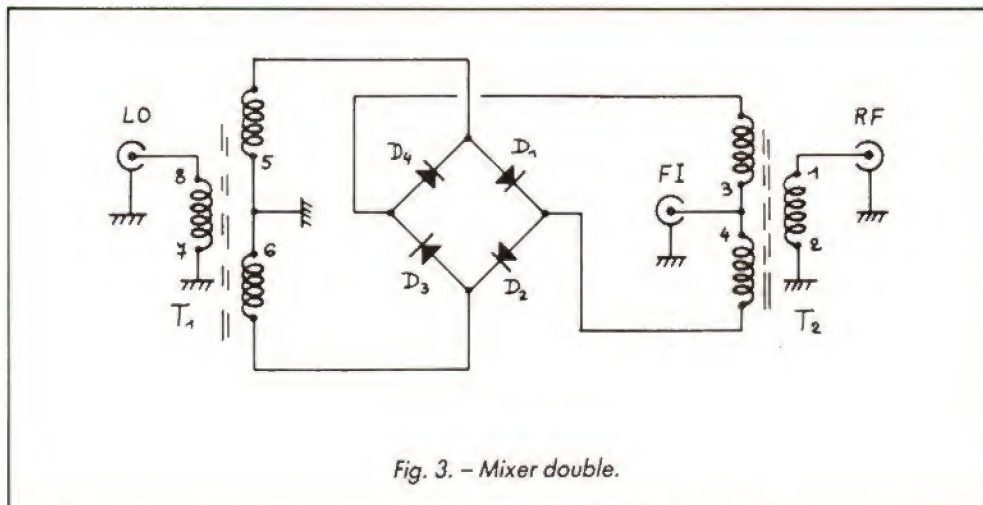 LO
RF
D4
D1
5
8
FI
3
1
7
6
4
2
D3
D2
T1
T2
Fig. 3. – Mixer double.